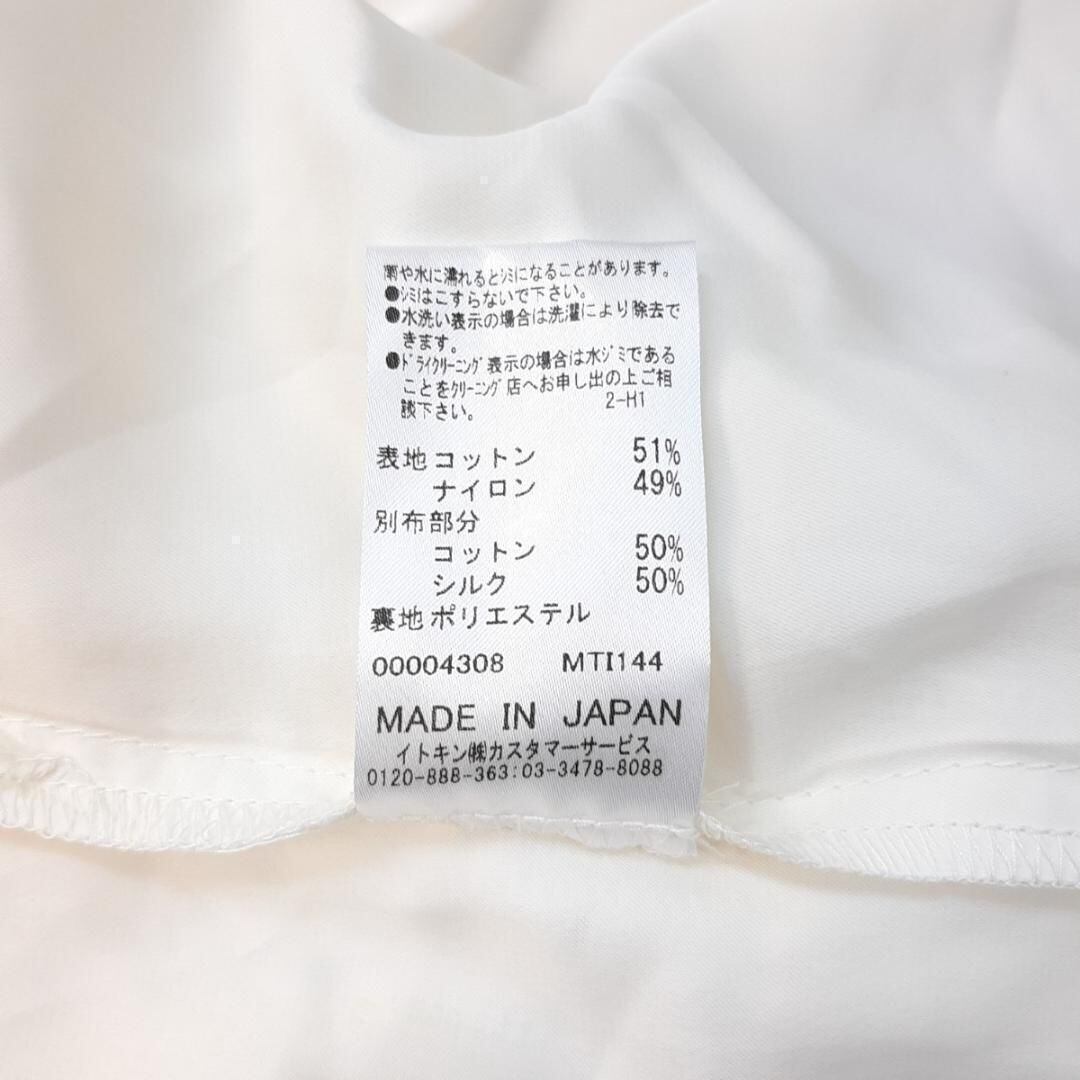 雨や水に濡れるとｼﾐになることがあります。
●ｼﾐはこすらないで下さい。
●水洗い表示の場合は洗濯により除去で
きます。
●ﾄﾞﾗｲｸﾘｰﾆﾝｸﾞ表示の場合は水ｼﾞﾐである
ことをｸﾘｰﾆﾝｸﾞ店へお申し出の上ご相
談下さい。 2-H1
表地 コットン 51%
ナイロン 49%
別布部分
コットン 50%
シルク 50%
裏地 ポリエステル
00004308 MTI144
MADE IN JAPAN
イトキン㈱カスタマーサービス
0120-888-363:03-3478-8088